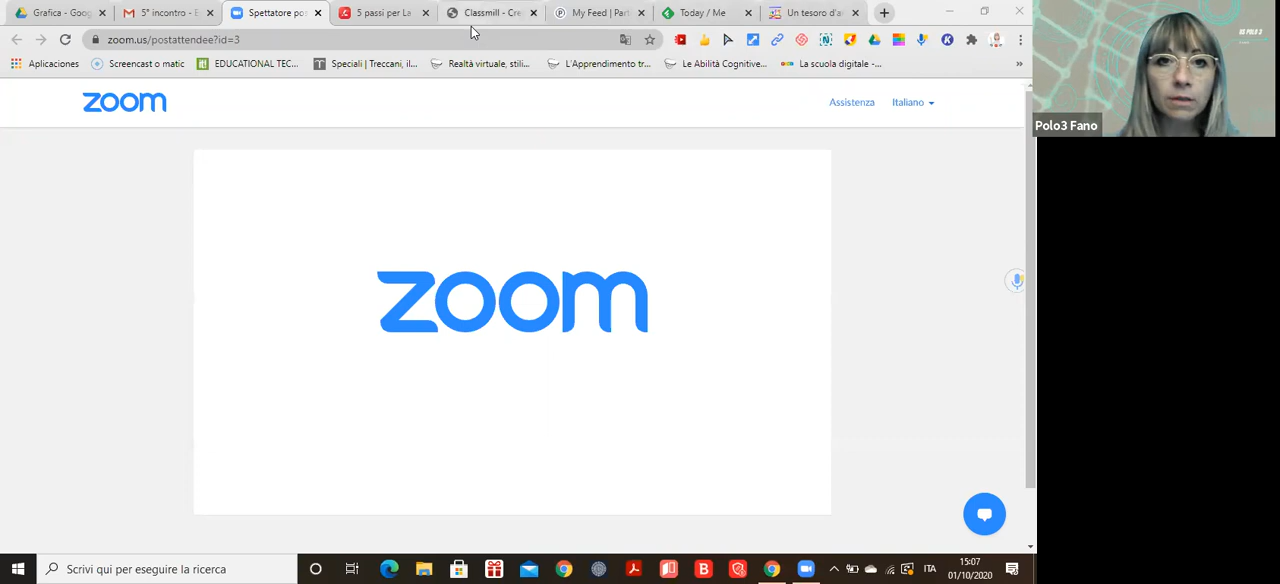 Grafica - Goog
5° incontro - E
Spettatore po
5 passi per La
Classmill - Cre
My Feed | Part
Today / Me
Un tesoro d'a
zoom.us/postattendee?id=3
Aplicaciones
Screencast o matic
EDUCATIONAL TEC...
Speciali | Treccani, il...
Realtà virtuale, stili...
L'Apprendimento tr...
Le Abilità Cognitive...
La scuola digitale -...
»
zoom
Assistenza
Italiano
zoom
Polo3 Fano
Scrivi qui per eseguire la ricerca
ITA
15:07
01/10/2020